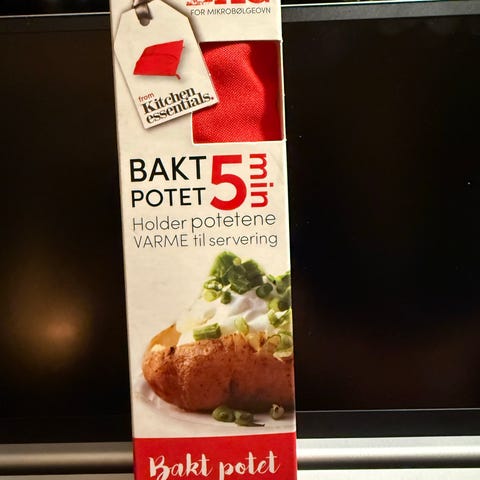 FOR MIKROBØLGEOVN
from
Kitchen
essentials.
BAKT
POTET
5 min
Holder potetene
VARME til servering
Bakt potet